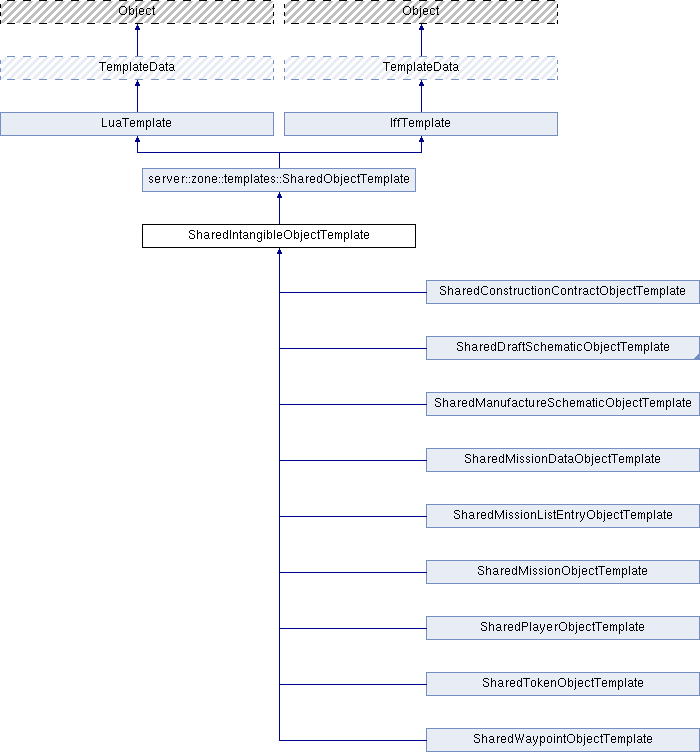 Object
Object
TemplateData
TemplateData
LuaTemplate
IffTemplate
server::zone::templates::SharedObjectTemplate
SharedIntangibleObjectTemplate
SharedConstructionContractObjectTemplate
SharedDraftSchematicObjectTemplate
SharedManufactureSchematicObjectTemplate
SharedMissionDataObjectTemplate
SharedMissionListEntryObjectTemplate
SharedMissionObjectTemplate
SharedPlayerObjectTemplate
SharedTokenObjectTemplate
SharedWaypointObjectTemplate